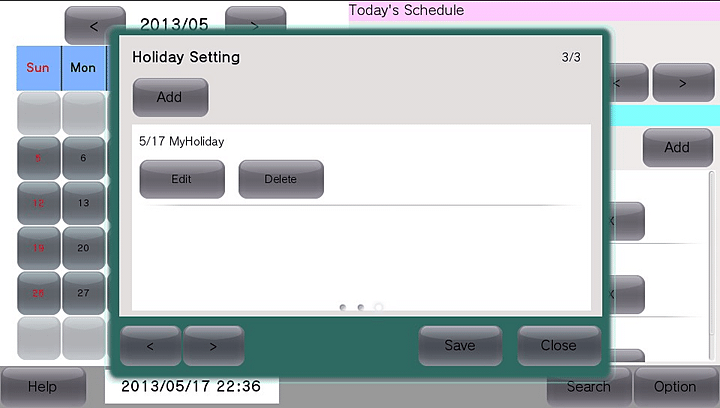 < 2013/05 > Today's Schedule
Sun Mon
Holiday Setting 3/3
< >
Add
Add
5/17 MyHoliday
5 6
Edit Delete
12 13
19 20
26 27
< > Save Close
Help 2013/05/17 22:36 Search Option